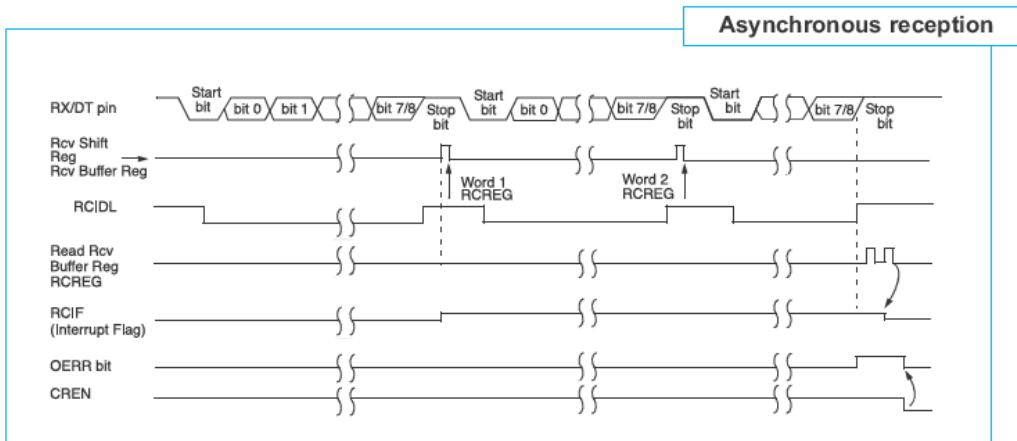 Asynchronous reception
Start bit
bit 0
bit 1
bit 7/8
Stop bit
Start bit
bit 0
bit 7/8
Stop bit
Start bit
bit 7/8
Stop bit
RX/DT pin
Rcv Shift
Reg
Rcv Buffer Reg
Word 1
RCREG
Word 2
RCREG
RCIDL
Read Rcv
Buffer Reg
RCREG
RCIF
(Interrupt Flag)
OERR bit
CREN